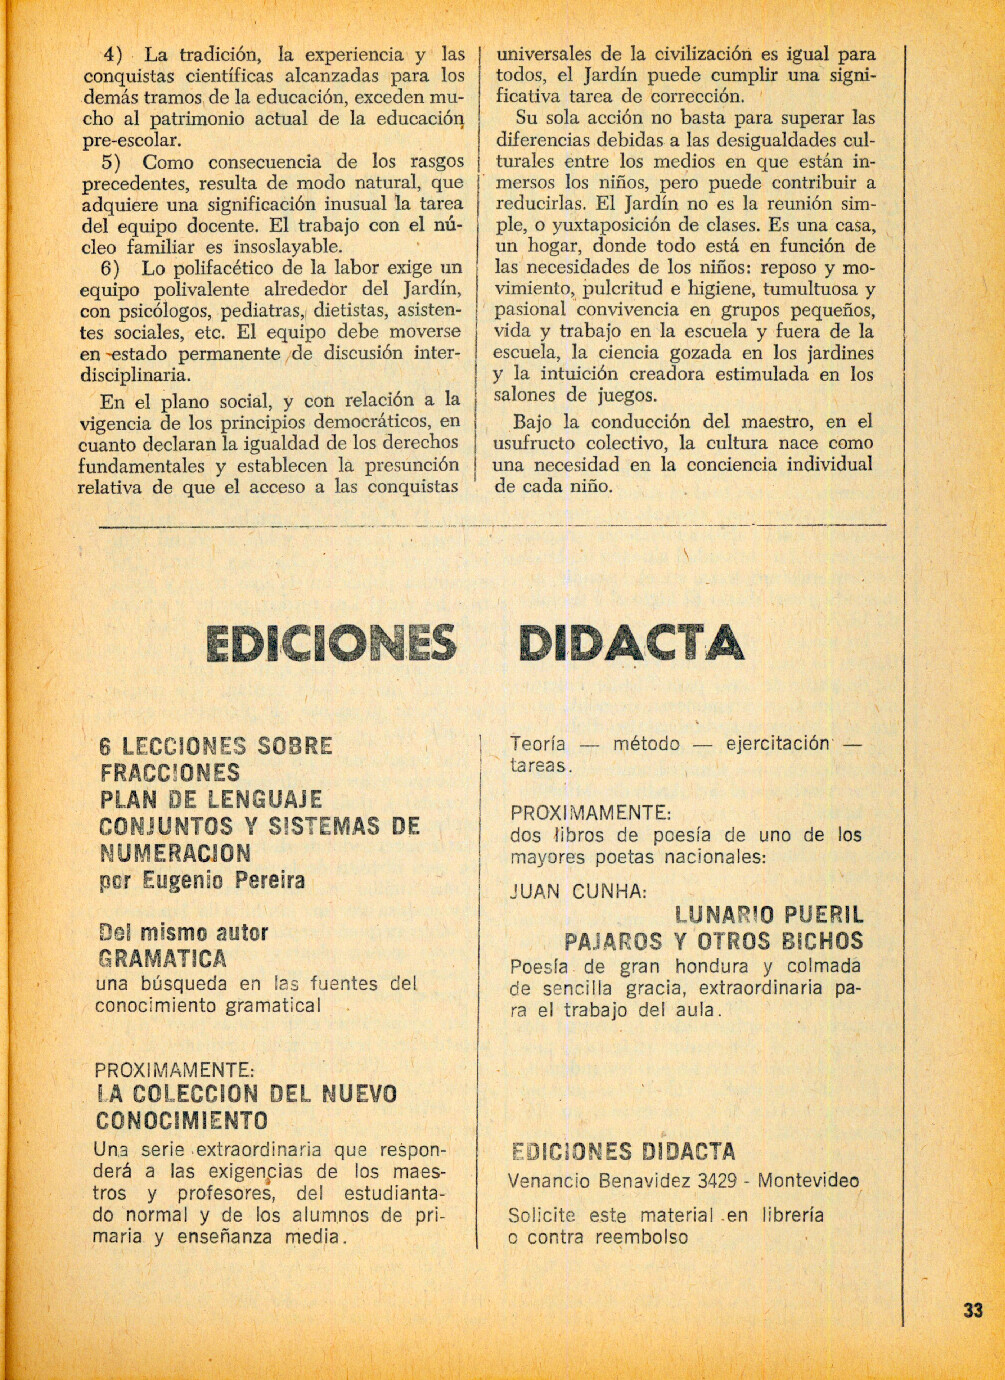 4) La tradición, la experiencia y las
conquistas científicas alcanzadas para los
demás tramos de la educación, exceden mu-
cho al patrimonio actual de la educación
pre-escolar.
5) Como consecuencia de los rasgos
precedentes, resulta de modo natural, que
adquiere una significación inusual la tarea
del equipo docente. El trabajo con el nú-
cleo familiar es insoslayable.
6) Lo polifacético de la labor exige un
equipo polivalente alrededor del Jardín,
con psicólogos, pediatras, dietistas, asisten-
tes sociales, etc. El equipo debe moverse
en estado permanente de discusión inter-
disciplinaria.
En el plano social, y con relación a la
vigencia de los principios democráticos, en
cuanto declaran la igualdad de los derechos
fundamentales y establecen la presunción
relativa de que el acceso a las conquistas
universales de la civilización es igual para
todos, el Jardín puede cumplir una signi-
ficativa tarea de corrección.
Su sola acción no basta para superar las
diferencias debidas a las desigualdades cul-
turales entre los medios en que están in-
mersos los niños, pero puede contribuir a
reducirlas. El Jardín no es la reunión sim-
ple, o yuxtaposición de clases. Es una casa,
un hogar, donde todo está en función de
las necesidades de los niños: reposo y mo-
vimiento, pulcritud e higiene, tumultuosa y
pasional convivencia en grupos pequeños,
vida y trabajo en la escuela y fuera de la
escuela, la ciencia gozada en los jardines
y la intuición creadora estimulada en los
salones de juegos.
Bajo la conducción del maestro, en el
usufructo colectivo, la cultura nace como
una necesidad en la conciencia individual
de cada niño.
EDICIONES DIDACTA
6 LECCIONES SOBRE
FRACCIONES
PLAN DE LENGUAJE
CONJUNTOS Y SISTEMAS DE
NUMERACION
por Eugenio Pereira
Del mismo autor
GRAMATICA
una búsqueda en las fuentes del
conocimiento gramatical
PROXIMAMENTE:
LA COLECCION DEL NUEVO
CONOCIMIENTO
Una serie extraordinaria que respon-
derá a las exigencias de los maes-
tros y profesores, del estudianta-
do normal y de los alumnos de pri-
maria y enseñanza media.
Teoría — método — ejercitación —
tareas.
PROXIMAMENTE:
dos libros de poesía de uno de los
mayores poetas nacionales:
JUAN CUNHA:
LUNARIO PUERIL
PAJAROS Y OTROS BICHOS
Poesía de gran hondura y colmada
de sencilla gracia, extraordinaria pa-
ra el trabajo del aula.
EDICIONES DIDACTA
Venancio Benavidez 3429 - Montevideo
Solicite este material en librería
o contra reembolso
33